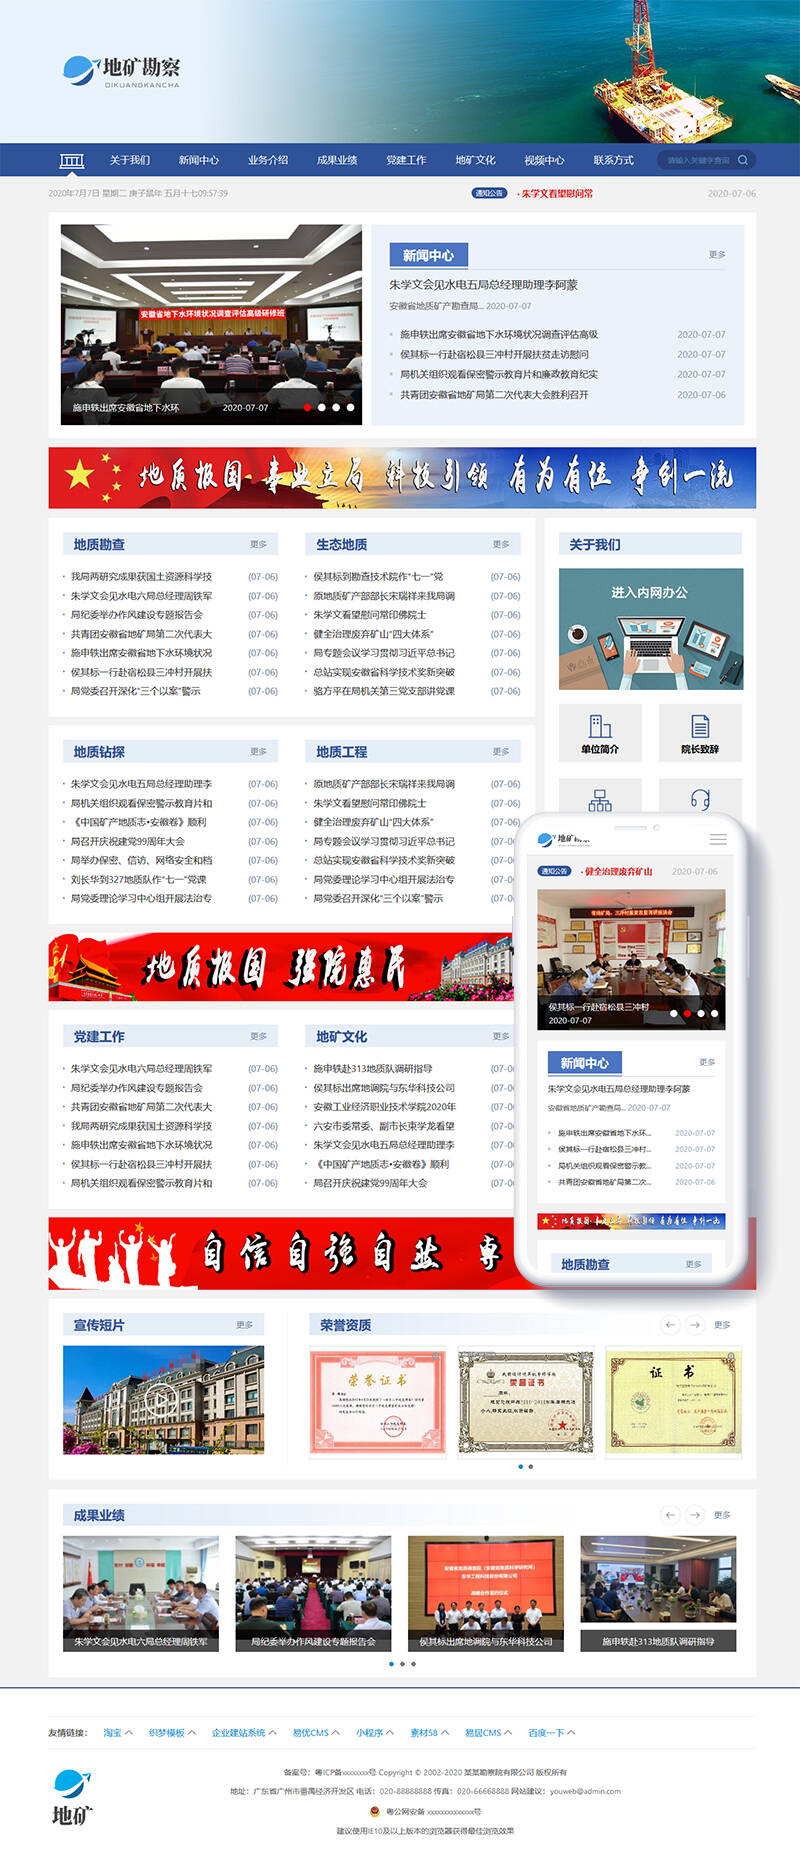 地矿勘察
DIKUANGKANCHA
关于我们 新闻中心 业务介绍 成果业绩 党建工作 地矿文化 视频中心 联系方式 请输入关键字查询
2020年7月7日 星期二 庚子鼠年 五月十七09:57:39 通知公告 · 朱学文看望慰问常 2020-07-06
安徽省地下水环境状况调查评估高级研修班
施申轶出席安徽省地下水环 2020-07-07
新闻中心 更多
朱学文会见水电五局总经理助理李阿蒙
安徽省地质矿产勘查局... 2020-07-07
施申轶出席安徽省地下水环境状况调查评估高级 2020-07-07
侯其标一行赴宿松县三冲村开展扶贫走访慰问 2020-07-07
局机关组织观看保密警示教育片和廉政教育纪实 2020-07-07
共青团安徽省地矿局第二次代表大会胜利召开 2020-07-06
地质报国·事业立局 科技引领 有为有位 争创一流
地质勘查 更多
我局两研究成果获国土资源科学技 (07-06)
朱学文会见水电六局总经理周铁军 (07-06)
局纪委举办作风建设专题报告会 (07-06)
共青团安徽省地矿局第二次代表大 (07-06)
施申轶出席安徽省地下水环境状况 (07-06)
侯其标一行赴宿松县三冲村开展扶 (07-06)
局党委召开深化“三个以案”警示 (07-06)
生态地质 更多
侯其标到勘查技术院作“七一”党 (07-06)
原地质矿产部部长宋瑞祥来我局调 (07-06)
朱学文看望慰问常印佛院士 (07-06)
健全治理废弃矿山“四大体系” (07-06)
局专题会议学习贯彻习近平总书记 (07-06)
总站实现安徽省科学技术奖新突破 (07-06)
骆方平在局机关第三党支部讲党课 (07-06)
关于我们
进入内网办公
单位简介 院长致辞
地质钻探 更多
朱学文会见水电五局总经理助理李 (07-06)
局机关组织观看保密警示教育片和 (07-06)
《中国矿产地质志•安徽卷》顺利 (07-06)
局召开庆祝建党99周年大会 (07-06)
局举办保密、信访、网络安全和档 (07-06)
刘长华到327地质队作“七一”党课 (07-06)
局党委理论学习中心组开展法治专 (07-06)
地质工程 更多
原地质矿产部部长宋瑞祥来我局调 (07-06)
朱学文看望慰问常印佛院士 (07-06)
健全治理废弃矿山“四大体系” (07-06)
局专题会议学习贯彻习近平总书记
总站实现安徽省科学技术奖新突破
局党委理论学习中心组开展法治专
局党委召开深化“三个以案”警示
地质报国 强院惠民
党建工作 更多
朱学文会见水电六局总经理周铁军 (07-06)
局纪委举办作风建设专题报告会 (07-06)
共青团安徽省地矿局第二次代表大 (07-06)
我局两研究成果获国土资源科学技 (07-06)
施申轶出席安徽省地下水环境状况 (07-06)
侯其标一行赴宿松县三冲村开展扶 (07-06)
局机关组织观看保密警示教育片和 (07-06)
地矿文化 更多
施申轶赴313地质队调研指导
侯其标出席地调院与东华科技公司
安徽工业经济职业技术学院2020年
六安市委常委、副市长束学龙看望
朱学文会见水电五局总经理助理李
《中国矿产地质志•安徽卷》顺利
局召开庆祝建党99周年大会
通知公告 · 健全治理废弃矿山 2020-07-06
侯其标一行赴宿松县三冲村
2020-07-07
新闻中心 更多
朱学文会见水电五局总经理助理李阿蒙
安徽省地质矿产勘查局... 2020-07-07
施申轶出席安徽省地下水环... 2020-07-07
侯其标一行赴宿松县三冲村... 2020-07-07
局机关组织观看保密警示教... 2020-07-07
共青团安徽省地矿局第二次... 2020-07-06
地质报国·事业立局 科技引领 有为有位 争创一流
地质勘查 更多
自信自强自益 专
宣传短片 更多
荣誉资质 更多
荣誉证书
荣誉证书
证书
成果业绩 更多
朱学文会见水电六局总经理周铁军
局纪委举办作风建设专题报告会
侯其标出席地调院与东华科技公司
施申轶赴313地质队调研指导
友情链接： 淘宝 织梦模板 企业建站系统 易优CMS 小程序 素材58 易居CMS 百度一下
地矿
备案号：粤ICP备xxxxxxxx号 Copyright © 2002-2020 某某勘察院有限公司 版权所有
地址：广东省广州市番禺经济开发区 电话：020-88888888 传真：020-66668888 网站建议：youweb@admin.com
粤公网安备 xxxxxxxxxxxxxx号
建议使用IE10及以上版本的浏览器获得最佳浏览效果